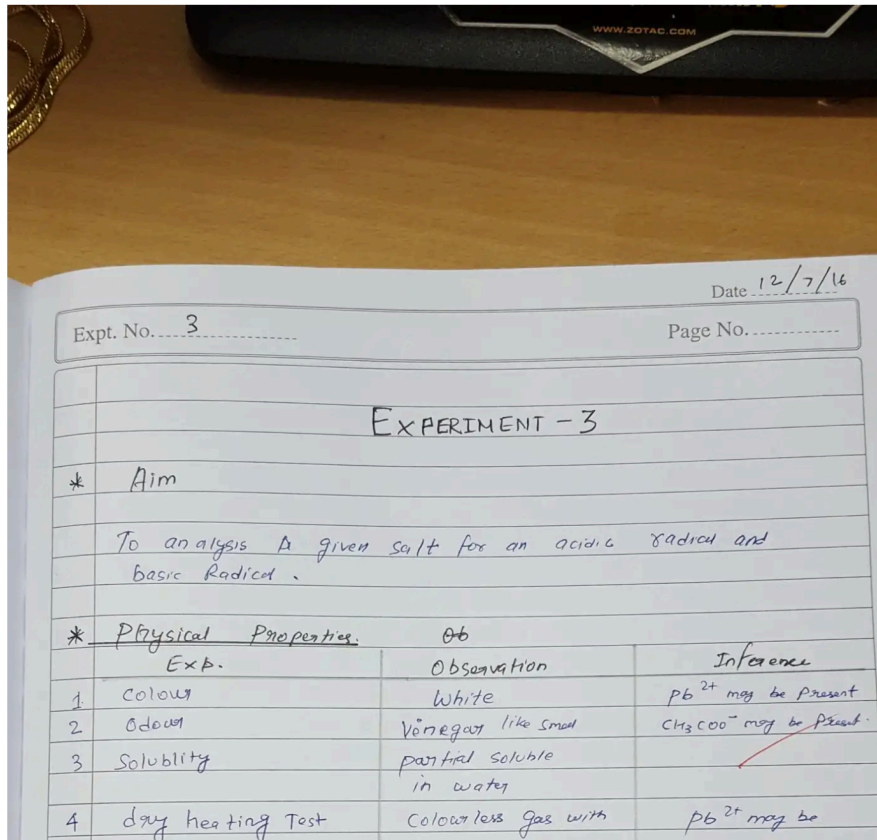 WWW.ZOTAC.COM
Date 12/7/16
Expt. No. 3 Page No.
EXPERIMENT - 3
* Aim
To analysis A given salt for an acidic radical and
basic Radical .
* Physical Properties. Ob
Exp. Observation Inference
1. Colour White Pb2+ may be Present
2 Odour Vinegar like Smell CH3COO- may be Present.
3 Solublity partial soluble
in water
4 dry heating Test Colourless gas with Pb2+ may be